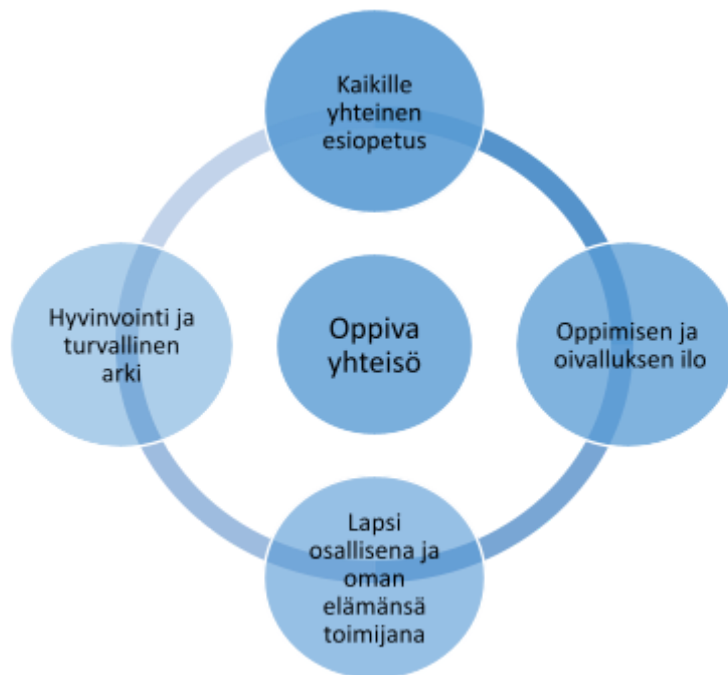 Kaikille
yhteinen
esiopetus
Hyvinvointi ja
turvallinen
arki
Oppiva
yhteisö
Oppimisen ja
oivalluksen ilo
Lapsi
osallisena ja
oman
elämänsä
toimijana